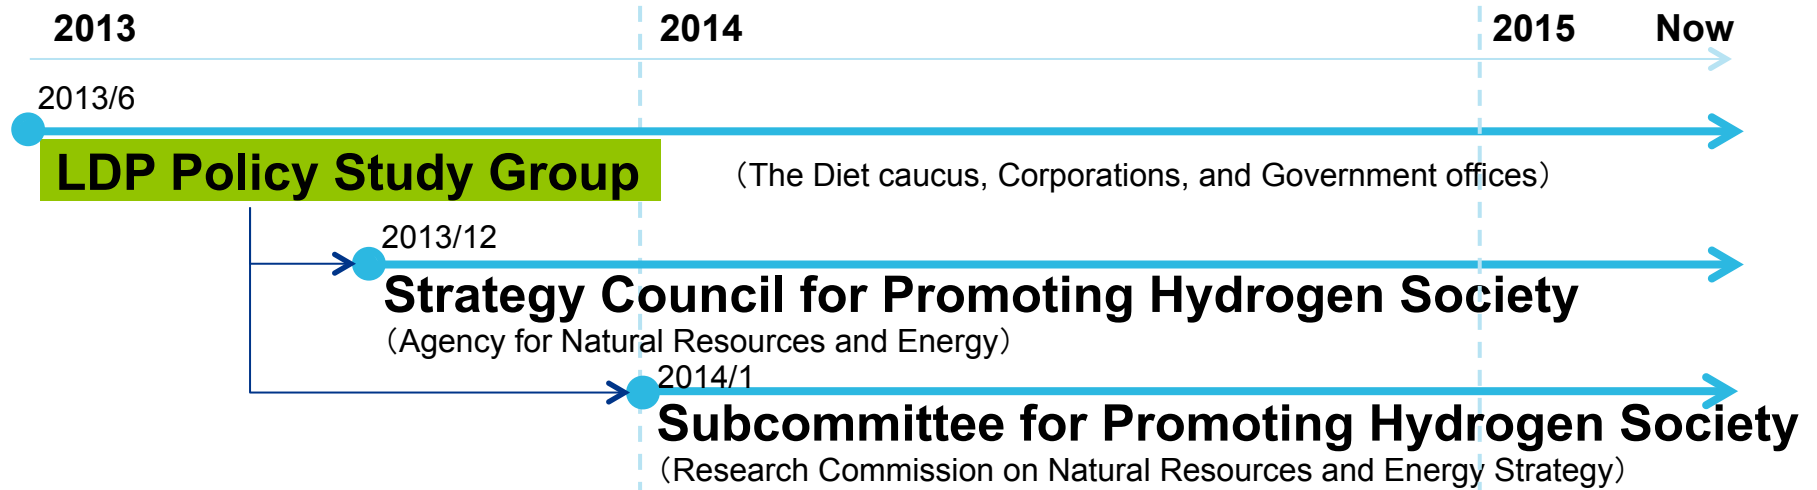 2013 2014 2015 Now
2013/6
LDP Policy Study Group （The Diet caucus, Corporations, and Government offices）
2013/12
Strategy Council for Promoting Hydrogen Society
（Agency for Natural Resources and Energy）
2014/1
Subcommittee for Promoting Hydrogen Society
（Research Commission on Natural Resources and Energy Strategy）